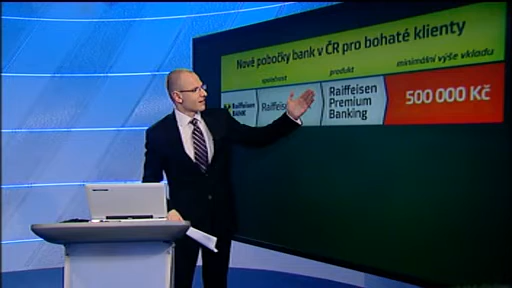 Nové pobočky bank v ČR pro bohaté klienty
společnost produkt minimální výše vkladu
Raiffeisen
BANK
Raiffeisen
Premium
Banking
500 000 Kč